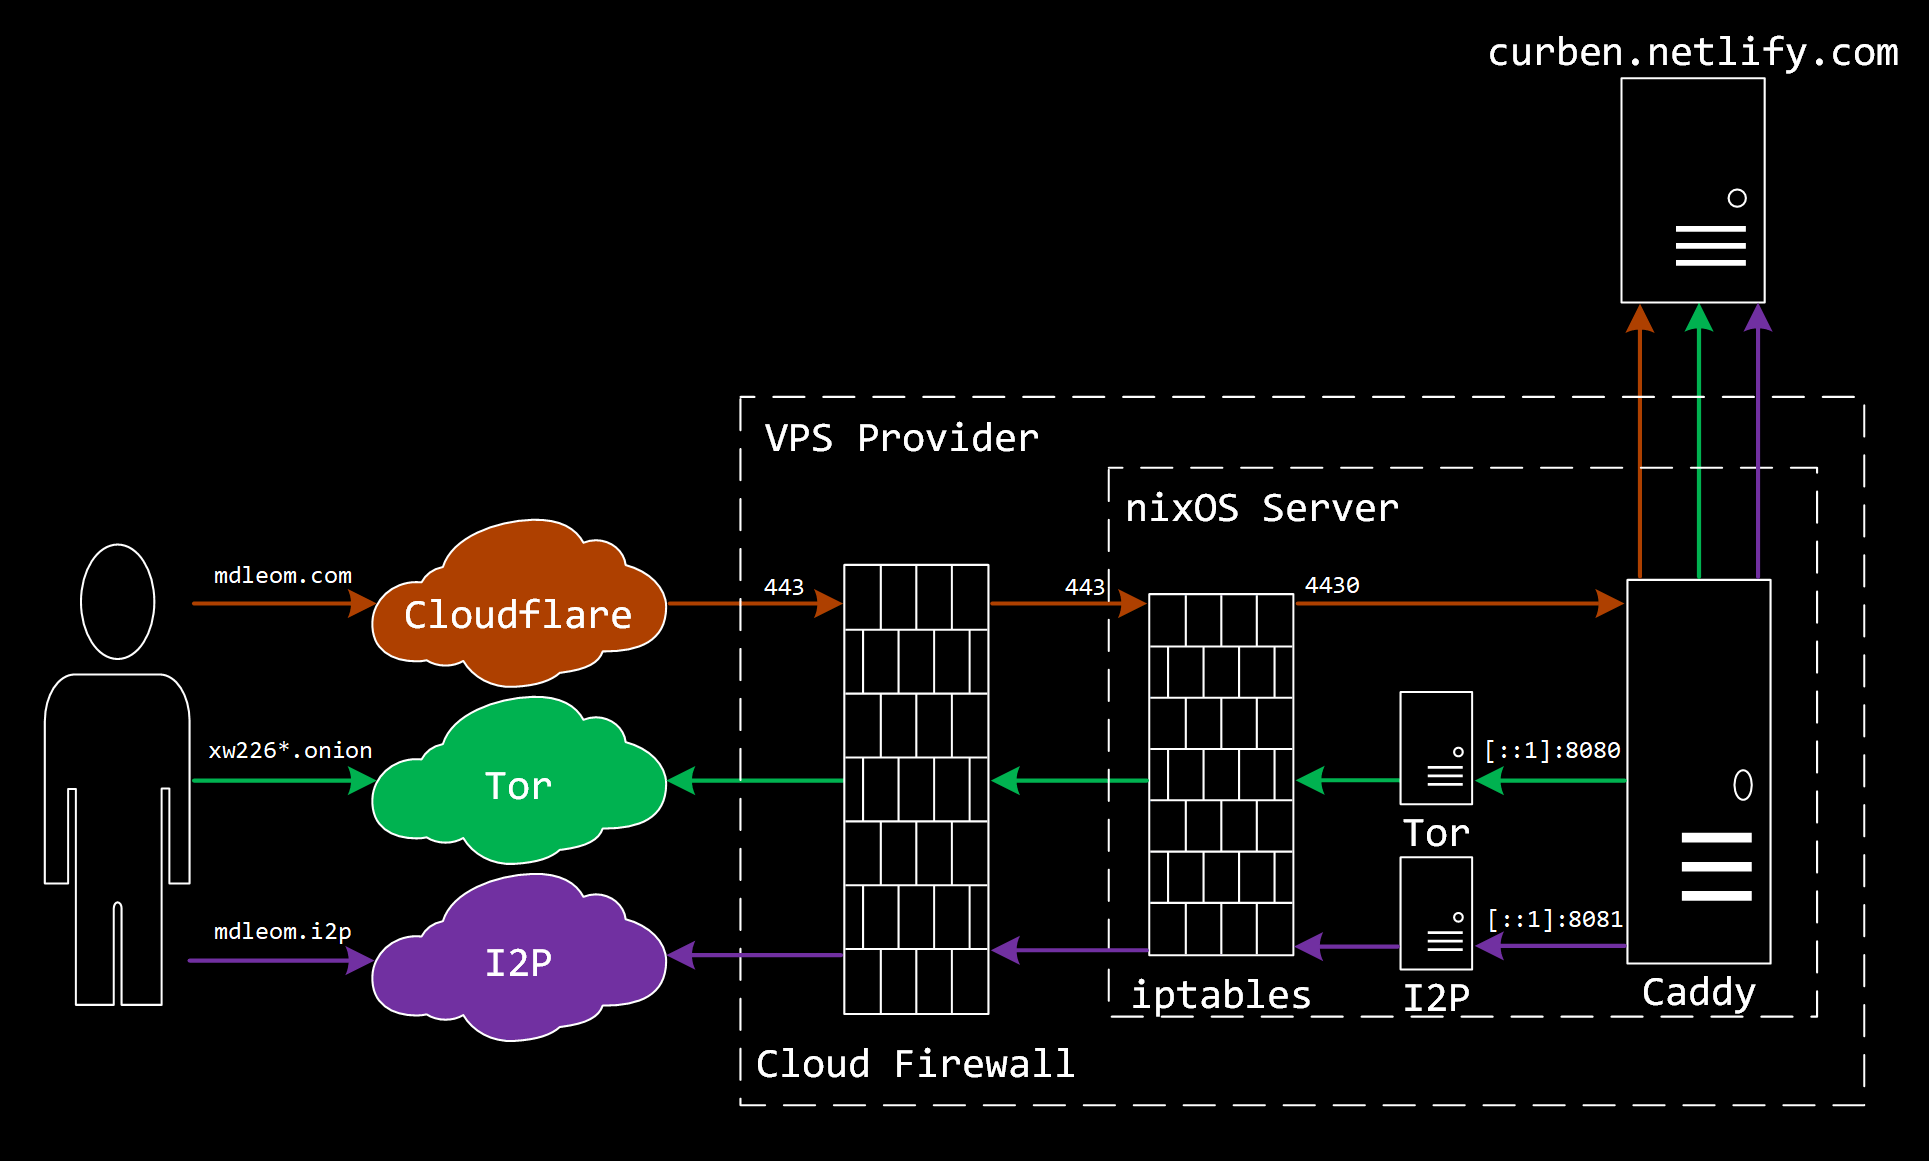 curben.netlify.com
VPS Provider
nixOS Server
mdleom.com
Cloudflare
443
443
4430
xw226*.onion
Tor
[::1]:8080
Tor
mdleom.i2p
I2P
[::1]:8081
iptables
I2P
Caddy
Cloud Firewall